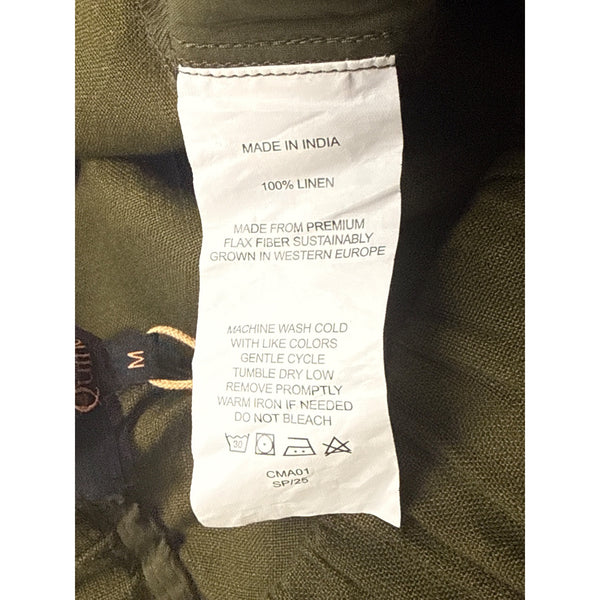 MADE IN INDIA
100% LINEN
MADE FROM PREMIUM
FLAX FIBER SUSTAINABLY
GROWN IN WESTERN EUROPE
MACHINE WASH COLD
WITH LIKE COLORS
GENTLE CYCLE
TUMBLE DRY LOW
REMOVE PROMPTLY
WARM IRON IF NEEDED
DO NOT BLEACH
30
CMA01
SP/25
M